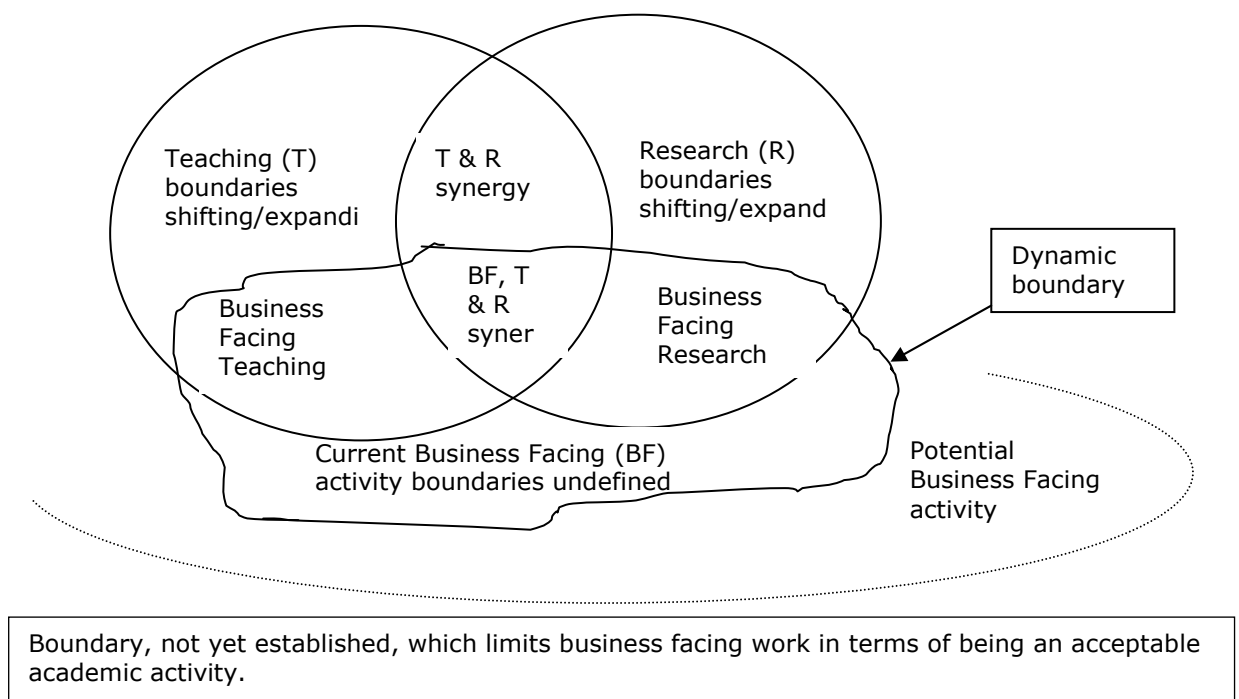 Teaching (T)
boundaries
shifting/expandi
T & R
synergy
Research (R)
boundaries
shifting/expand
Dynamic
boundary
Business
Facing
Teaching
BF, T
& R
syner
Business
Facing
Research
Current Business Facing (BF)
activity boundaries undefined
Potential
Business Facing
activity
Boundary, not yet established, which limits business facing work in terms of being an acceptable
academic activity.